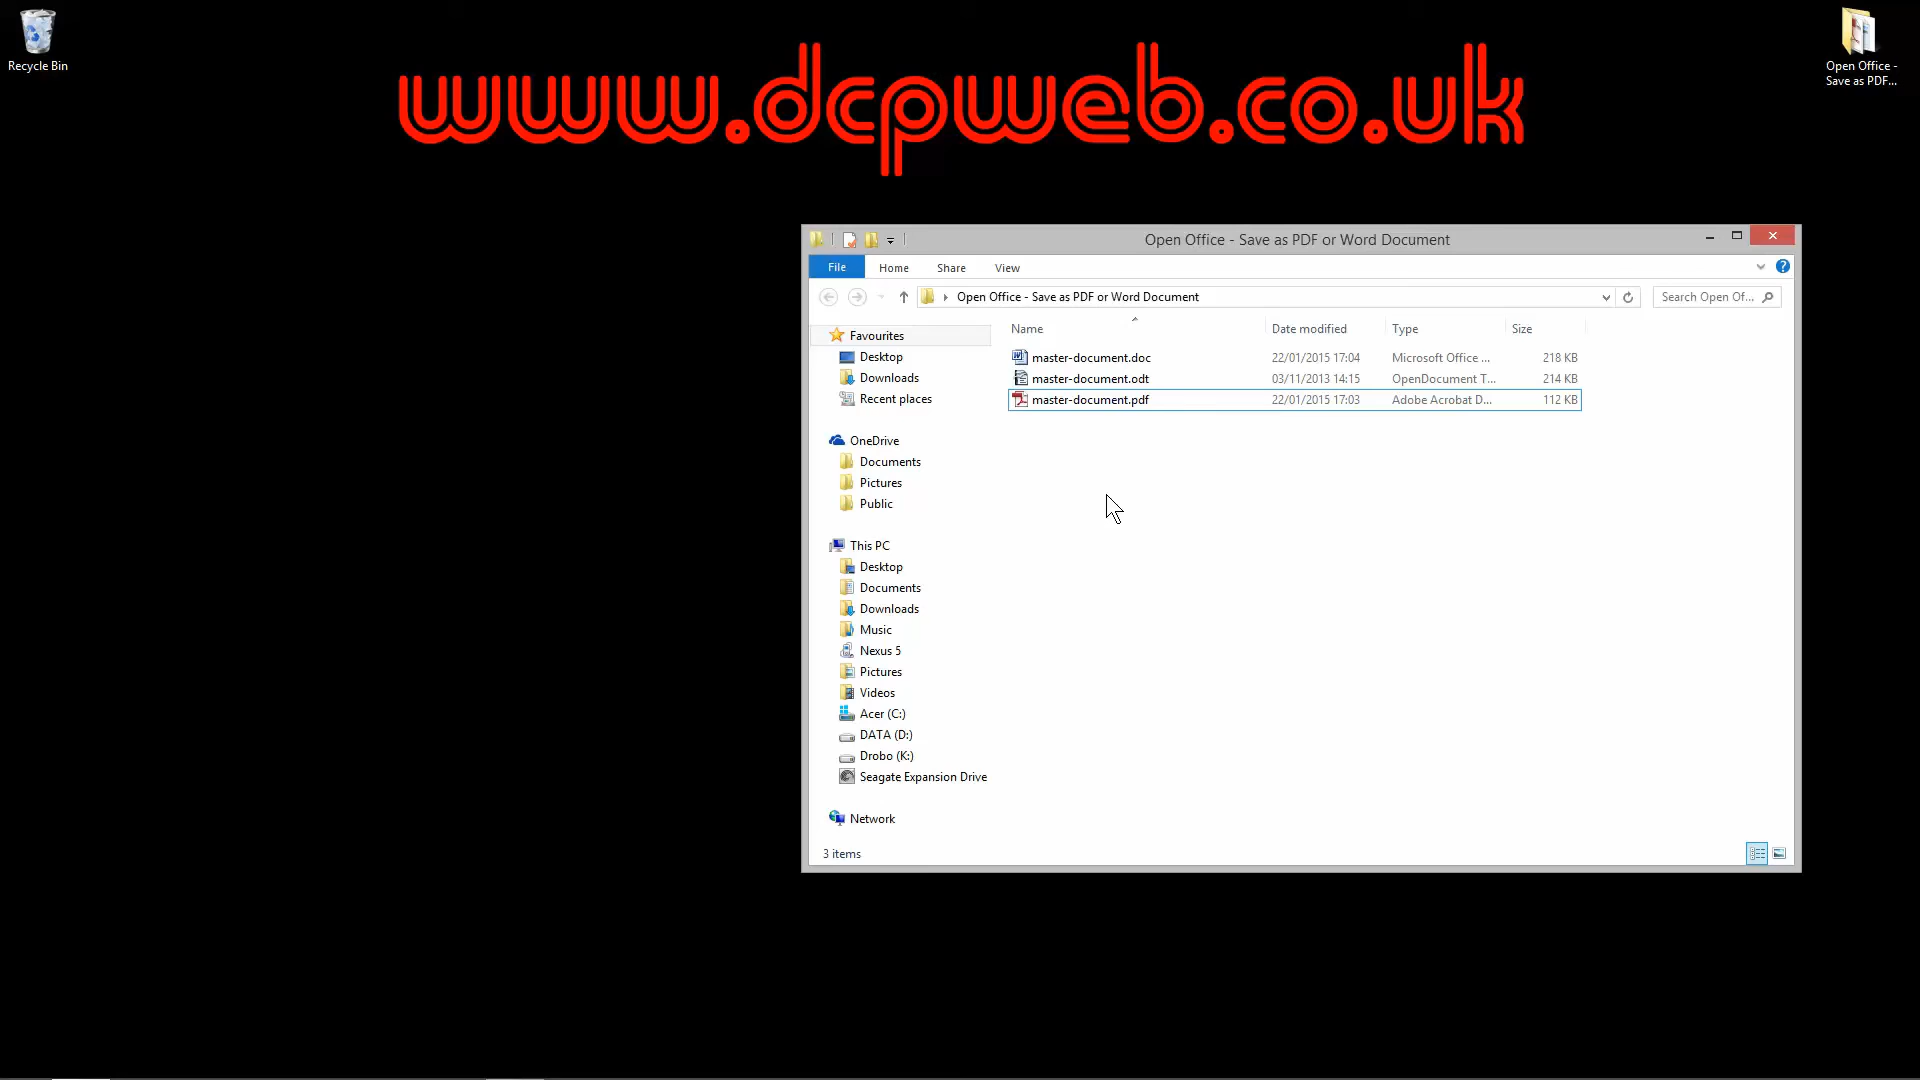 Recycle Bin
Open Office -
Save as PDF...
www.dcpweb.co.uk
Open Office - Save as PDF or Word Document
File Home Share View
Open Office - Save as PDF or Word Document
Search Open Of...
Name Date modified Type Size
master-document.doc 22/01/2015 17:04 Microsoft Office ... 218 KB
master-document.odt 03/11/2013 14:15 OpenDocument T... 214 KB
master-document.pdf 22/01/2015 17:03 Adobe Acrobat D... 112 KB
Favourites
Desktop
Downloads
Recent places
OneDrive
Documents
Pictures
Public
This PC
Desktop
Documents
Downloads
Music
Nexus 5
Pictures
Videos
Acer (C:)
DATA (D:)
Drobo (K:)
Seagate Expansion Drive
Network
3 items